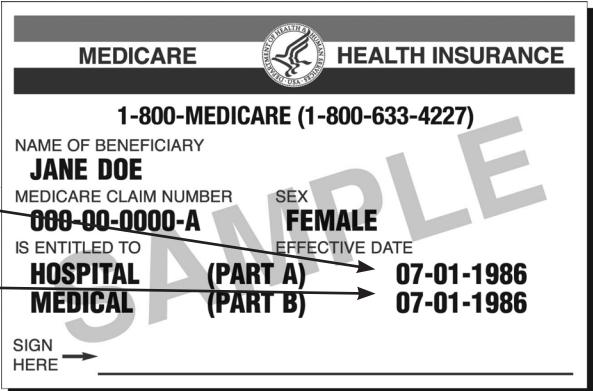 MEDICARE HEALTH INSURANCE
1-800-MEDICARE (1-800-633-4227)
NAME OF BENEFICIARY
JANE DOE
MEDICARE CLAIM NUMBER SEX
000-00-0000-A FEMALE
IS ENTITLED TO EFFECTIVE DATE
HOSPITAL (PART A) 07-01-1986
MEDICAL (PART B) 07-01-1986
SIGN
HERE
SAMPLE